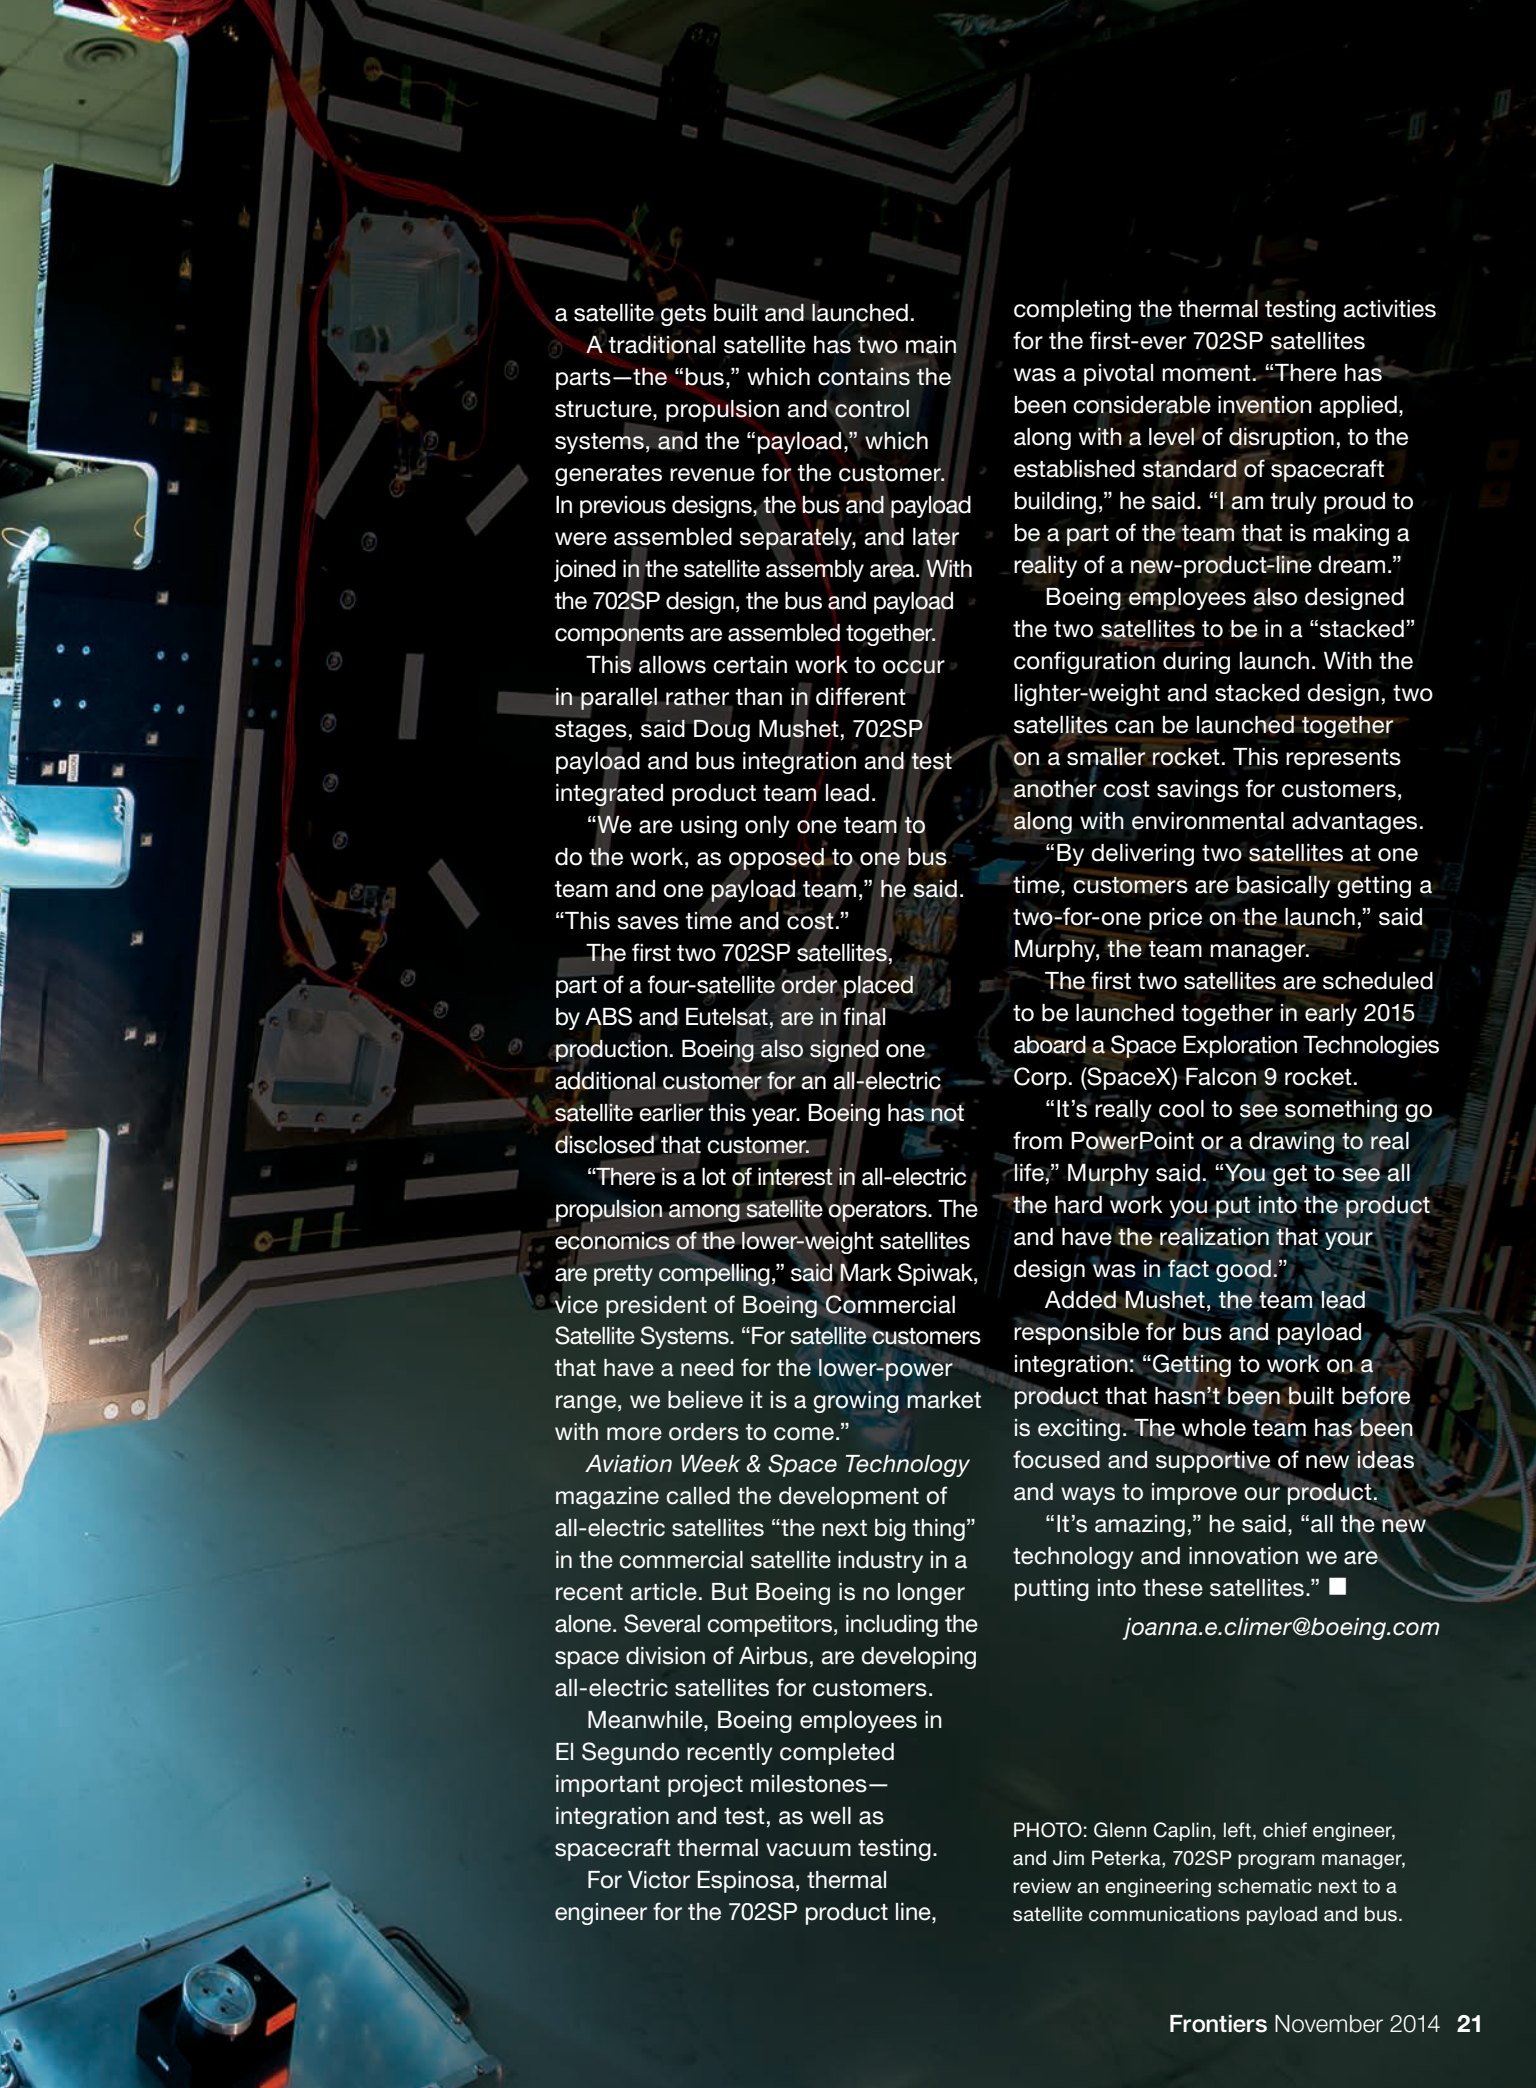 a satellite gets built and launched.
A traditional satellite has two main
parts—the “bus,” which contains the
structure, propulsion and control
systems, and the “payload,” which
generates revenue for the customer.
In previous designs, the bus and payload
were assembled separately, and later
joined in the satellite assembly area. With
the 702SP design, the bus and payload
components are assembled together.
This allows certain work to occur
in parallel rather than in different
stages, said Doug Mushet, 702SP
payload and bus integration and test
integrated product team lead.
“We are using only one team to
do the work, as opposed to one bus
team and one payload team,” he said.
“This saves time and cost.”
The first two 702SP satellites,
part of a four-satellite order placed
by ABS and Eutelsat, are in final
production. Boeing also signed one
additional customer for an all-electric
satellite earlier this year. Boeing has not
disclosed that customer.
“There is a lot of interest in all-electric
propulsion among satellite operators. The
economics of the lower-weight satellites
are pretty compelling,” said Mark Spiwak,
vice president of Boeing Commercial
Satellite Systems. “For satellite customers
that have a need for the lower-power
range, we believe it is a growing market
with more orders to come.”
Aviation Week & Space Technology
magazine called the development of
all-electric satellites “the next big thing”
in the commercial satellite industry in a
recent article. But Boeing is no longer
alone. Several competitors, including the
space division of Airbus, are developing
all-electric satellites for customers.
Meanwhile, Boeing employees in
El Segundo recently completed
important project milestones—
integration and test, as well as
spacecraft thermal vacuum testing.
For Victor Espinosa, thermal
engineer for the 702SP product line,
completing the thermal testing activities
for the first-ever 702SP satellites
was a pivotal moment. “There has
been considerable invention applied,
along with a level of disruption, to the
established standard of spacecraft
building,” he said. “I am truly proud to
be a part of the team that is making a
reality of a new-product-line dream.”
Boeing employees also designed
the two satellites to be in a “stacked”
configuration during launch. With the
lighter-weight and stacked design, two
satellites can be launched together
on a smaller rocket. This represents
another cost savings for customers,
along with environmental advantages.
“By delivering two satellites at one
time, customers are basically getting a
two-for-one price on the launch,” said
Murphy, the team manager.
The first two satellites are scheduled
to be launched together in early 2015
aboard a Space Exploration Technologies
Corp. (SpaceX) Falcon 9 rocket.
“It’s really cool to see something go
from PowerPoint or a drawing to real
life,” Murphy said. “You get to see all
the hard work you put into the product
and have the realization that your
design was in fact good.”
Added Mushet, the team lead
responsible for bus and payload
integration: “Getting to work on a
product that hasn’t been built before
is exciting. The whole team has been
focused and supportive of new ideas
and ways to improve our product.
“It’s amazing,” he said, “all the new
technology and innovation we are
putting into these satellites.” ■
joanna.e.climer@boeing.com
PHOTO: Glenn Caplin, left, chief engineer,
and Jim Peterka, 702SP program manager,
review an engineering schematic next to a
satellite communications payload and bus.
Frontiers November 2014 21